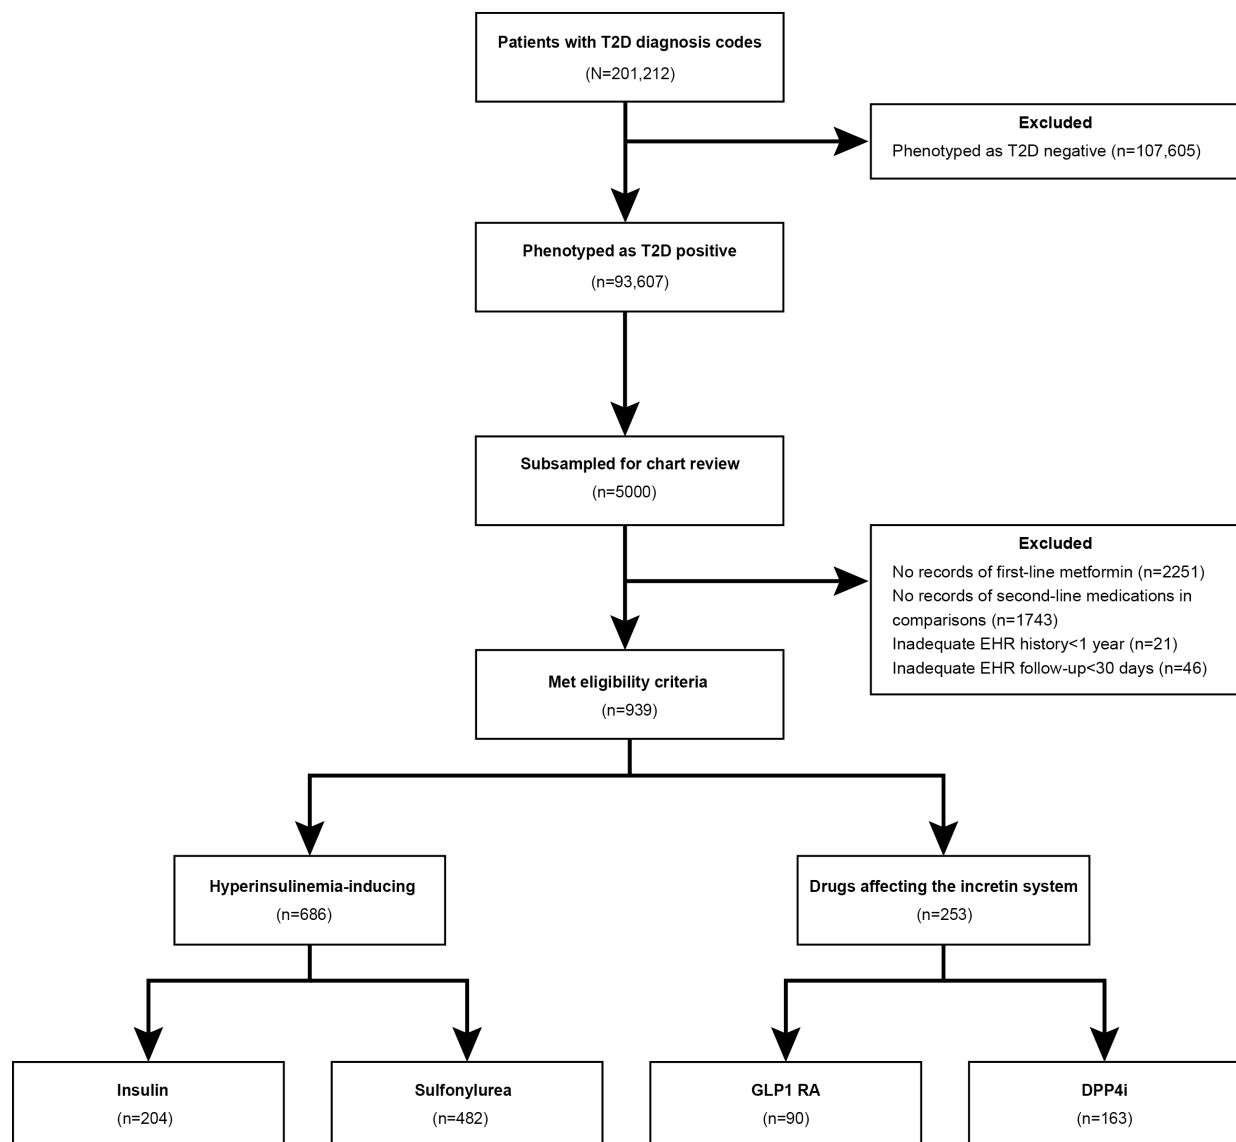 Patients with T2D diagnosis codes
(N=201,212)
Excluded
Phenotyped as T2D negative (n=107,605)
Phenotyped as T2D positive
(n=93,607)
Subsampled for chart review
(n=5000)
Excluded
No records of first-line metformin (n=2251)
No records of second-line medications in
comparisons (n=1743)
Inadequate EHR history<1 year (n=21)
Inadequate EHR follow-up<30 days (n=46)
Met eligibility criteria
(n=939)
Hyperinsulinemia-inducing
(n=686)
Drugs affecting the incretin system
(n=253)
Insulin
(n=204)
Sulfonylurea
(n=482)
GLP1 RA
(n=90)
DPP4i
(n=163)